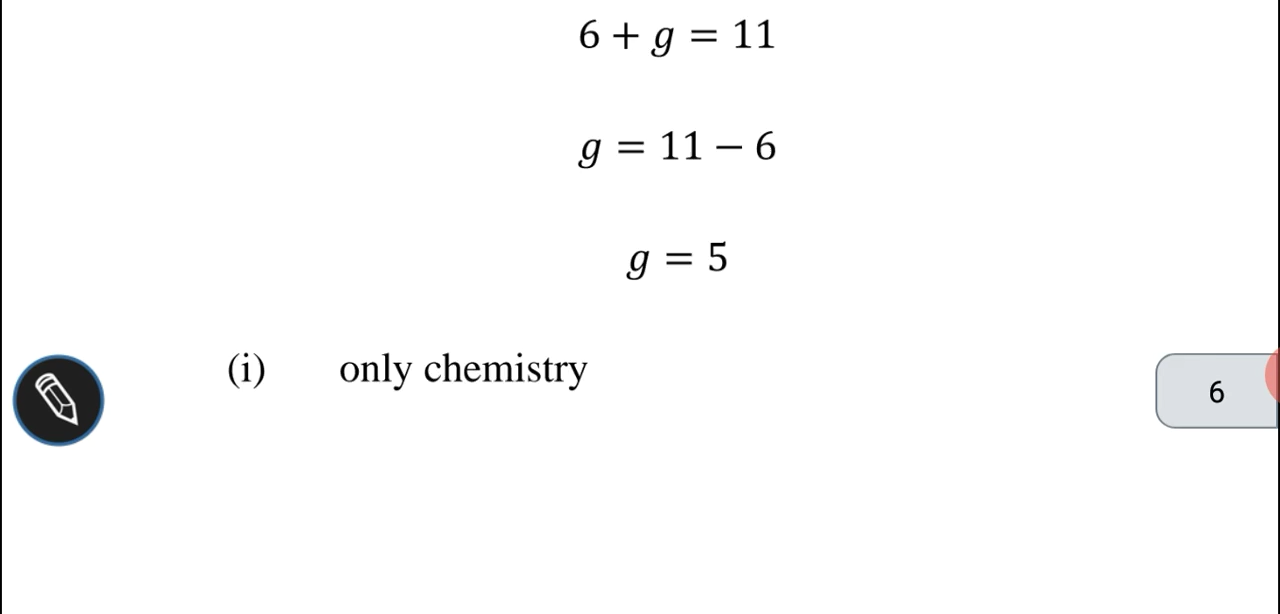 6 + g = 11
g = 11 − 6
g = 5
(i) only chemistry
6